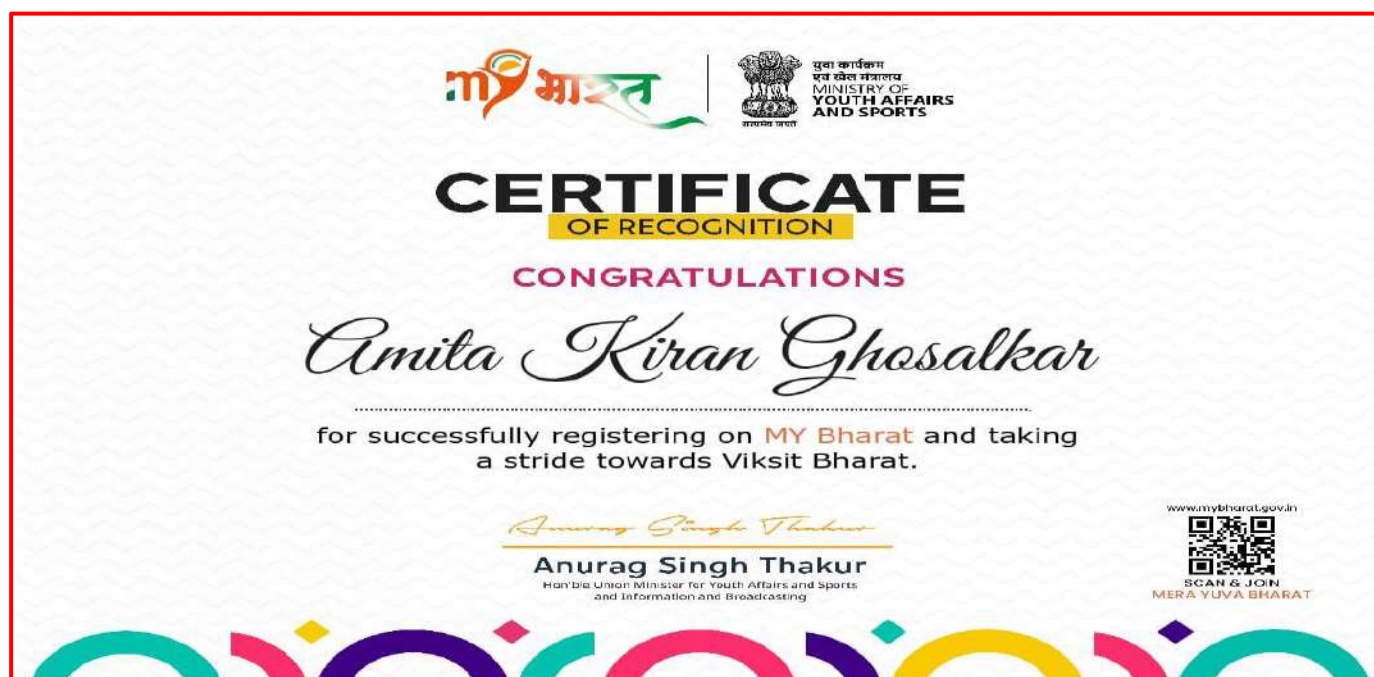 my भारत
युवा कार्यक्रम
एवं खेल मंत्रालय
MINISTRY OF
YOUTH AFFAIRS
AND SPORTS
सत्यमेव जयते
CERTIFICATE
OF RECOGNITION
CONGRATULATIONS
Amita Kiran Ghosalkar
for successfully registering on MY Bharat and taking
a stride towards Viksit Bharat.
Anurag Singh Thakur
Anurag Singh Thakur
Hon'ble Union Minister for Youth Affairs and Sports
and Information and Broadcasting
www.mybharat.gov.in
SCAN & JOIN
MERA YUVA BHARAT